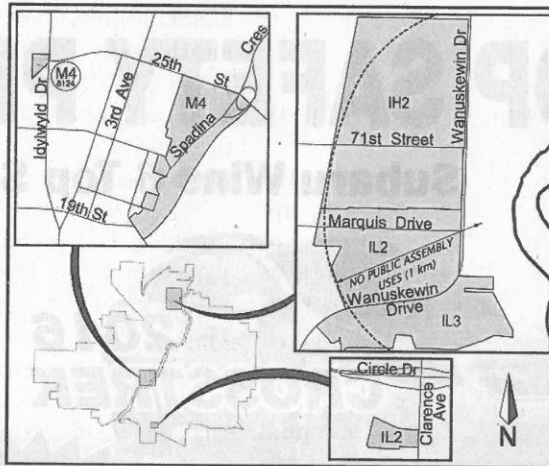 25th
St
Cres
3rd Ave
M4
8124
Idylwyld Dr
M4
Spadina
19th St
Wanuskewin Dr
IH2
71st Street
Marquis Drive
IL2
NO PUBLIC ASSEMBLY
USES (1 km)
Wanuskewin
Drive
IL3
Circle Dr
Clarence
Ave
IL2
N